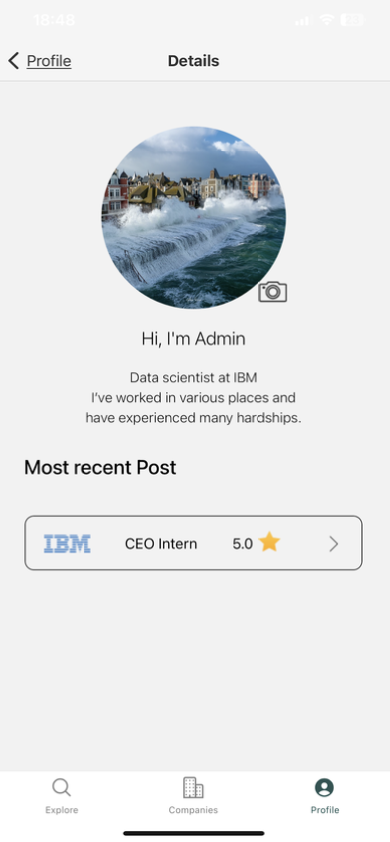 18:48
Profile
Details
Hi, I'm Admin
Data scientist at IBM
I've worked in various places and
have experienced many hardships.
Most recent Post
IBM CEO Intern 5.0
Explore Companies Profile